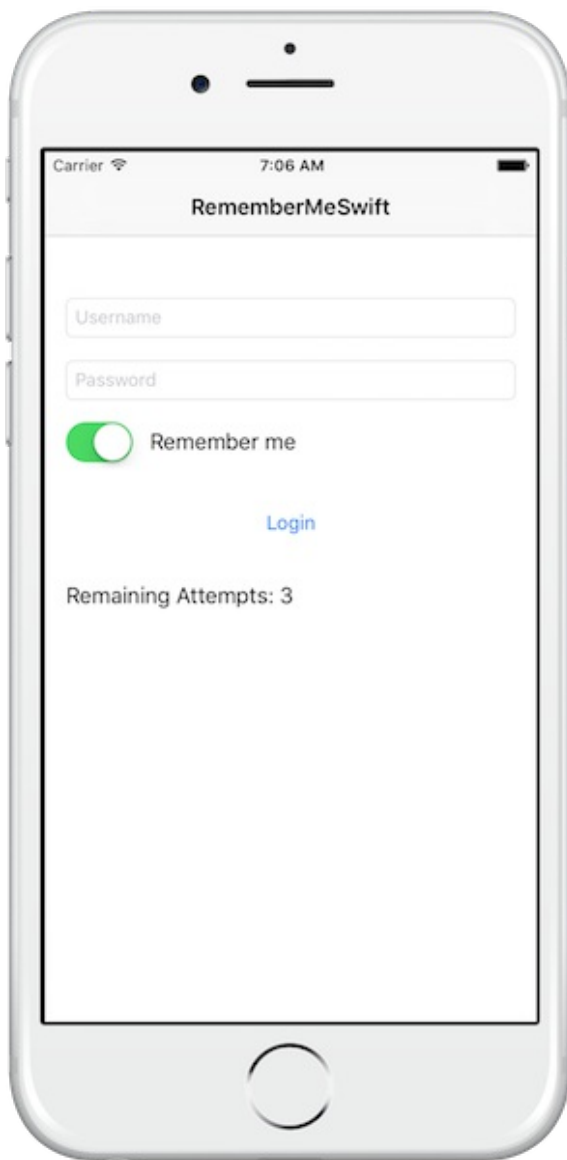 Carrier 7:06 AM
RememberMeSwift
Username
Password
Remember me
Login
Remaining Attempts: 3